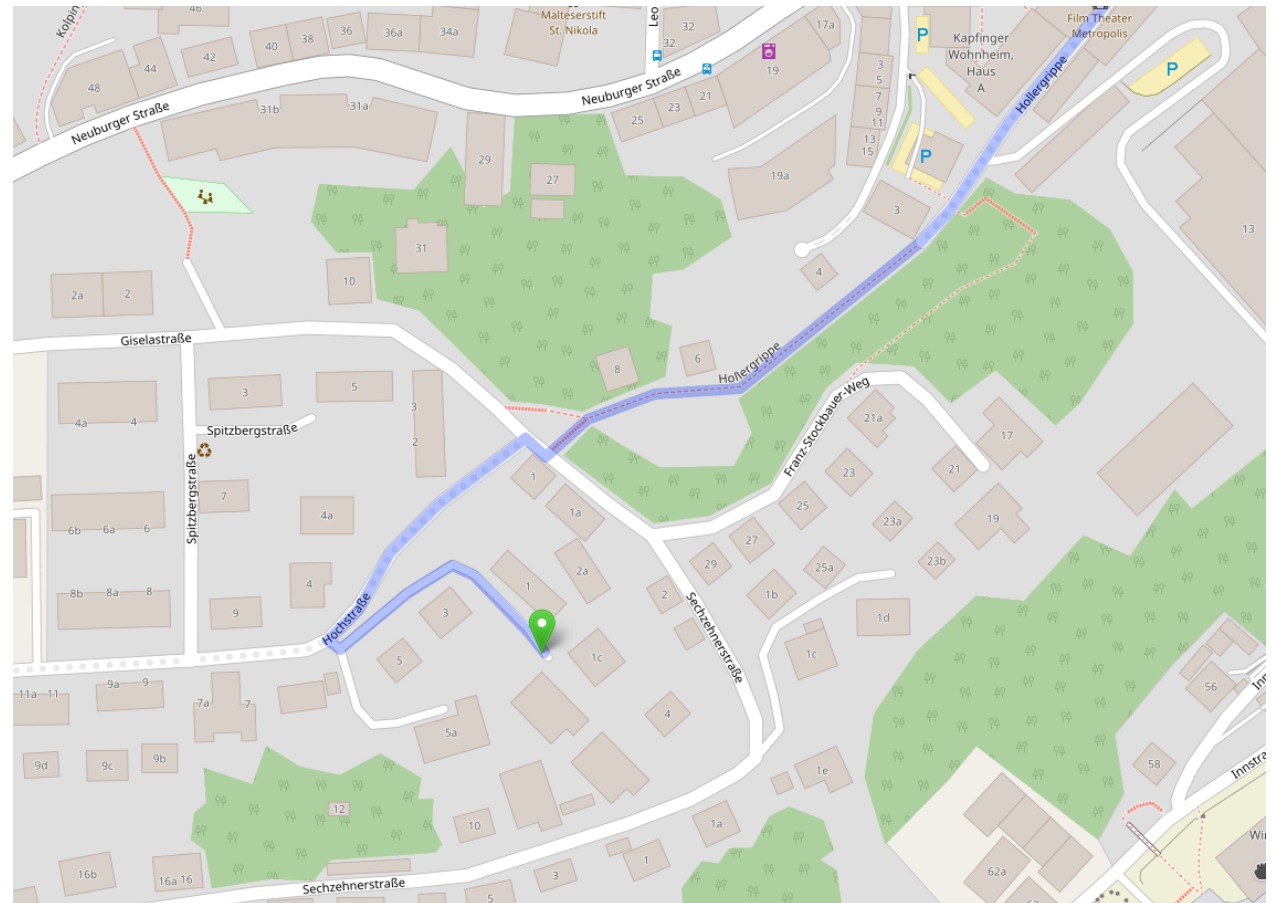 46
Kolpin
Malteserstift
St. Nikola
Leo
32
32
17a
P
Kapfinger
Wohnheim,
Haus
A
Film Theater
Metropolis
P
48
44
42
40
38
36
36a
34a
Neuburger Straße
Neuburger Straße
19
3
5
7
9
11
13
15
P
Hollergrippe
31b
31a
29
25
23
21
27
19a
3
13
31
10
4
2a
2
Giselastraße
8
6
Hollergrippe
3
5
3
2
4a
4
Spitzbergstraße
Spitzbergstraße
Franz-Stockbauer-Weg
21a
17
7
4a
1
1a
23
21
25
19
6b
6a
6
23a
27
23b
29
25a
8b
8a
8
4
9
Hochstraße
3
1
2a
2
1b
1d
Sechzehnerstraße
5
1c
1c
11a
11
9a
9
7a
7
5a
4
56
9d
9c
9b
1e
58
Innstra
12
10
1a
1
3
5
16b
16a
16
Sechzehnerstraße
62a
Win